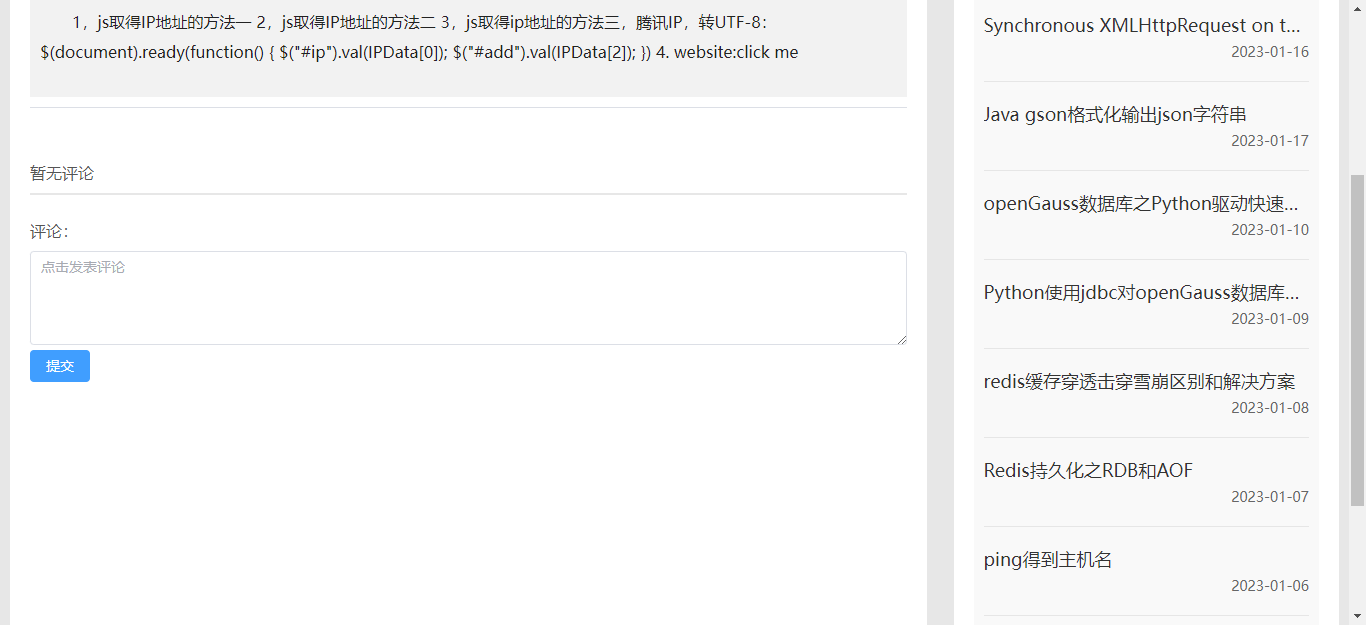 1，js取得IP地址的方法一 2，js取得IP地址的方法二 3，js取得ip地址的方法三，腾讯IP，转UTF-8：
$(document).ready(function() { $("#ip").val(IPData[0]); $("#add").val(IPData[2]); }) 4. website:click me
暂无评论
评论：
点击发表评论
提交
Synchronous XMLHttpRequest on t...
2023-01-16
Java gson格式化输出json字符串
2023-01-17
openGauss数据库之Python驱动快速...
2023-01-10
Python使用jdbc对openGauss数据库...
2023-01-09
redis缓存穿透击穿雪崩区别和解决方案
2023-01-08
Redis持久化之RDB和AOF
2023-01-07
ping得到主机名
2023-01-06